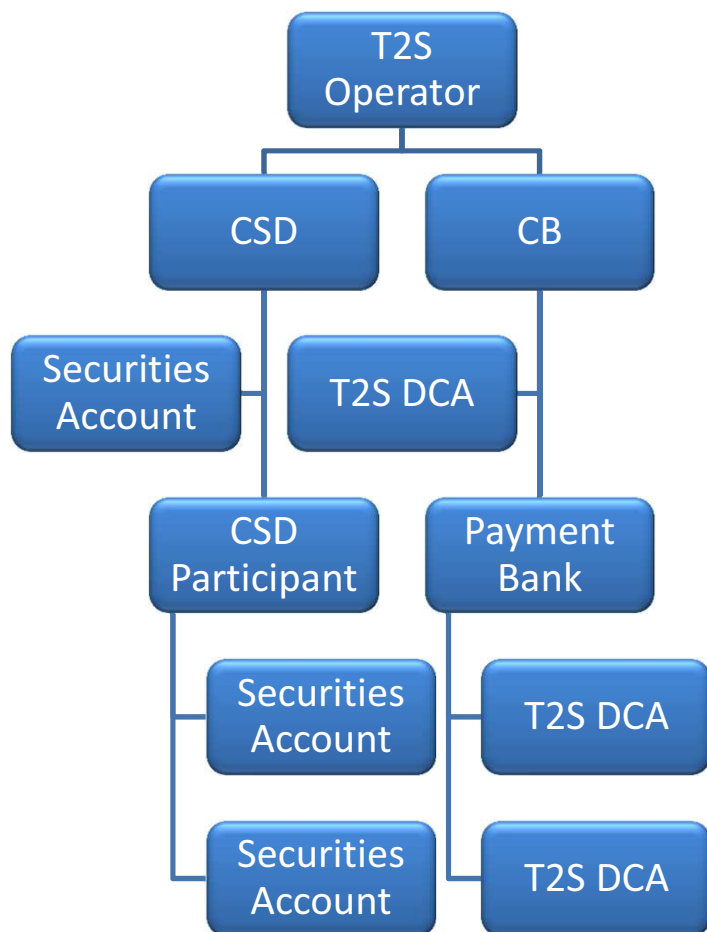 T2S
Operator
CSD
CB
Securities
Account
T2S DCA
CSD
Participant
Payment
Bank
Securities
Account
T2S DCA
Securities
Account
T2S DCA